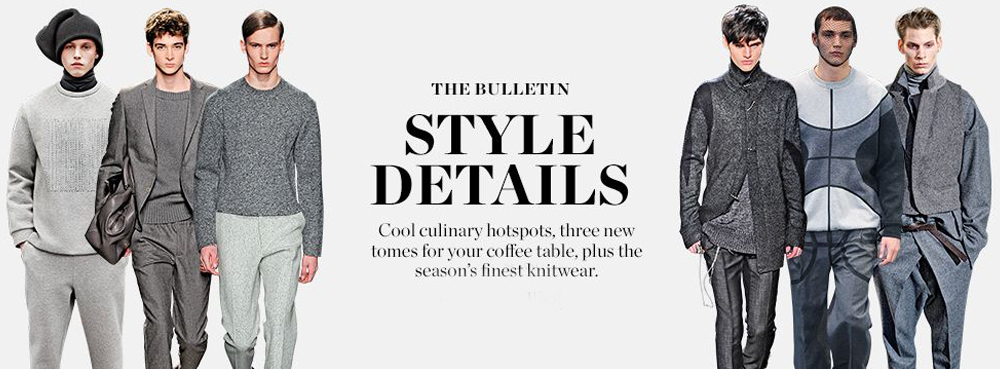 THE BULLETIN
STYLE
DETAILS
Cool culinary hotspots, three new
tomes for your coffee table, plus the
season's finest knitwear.